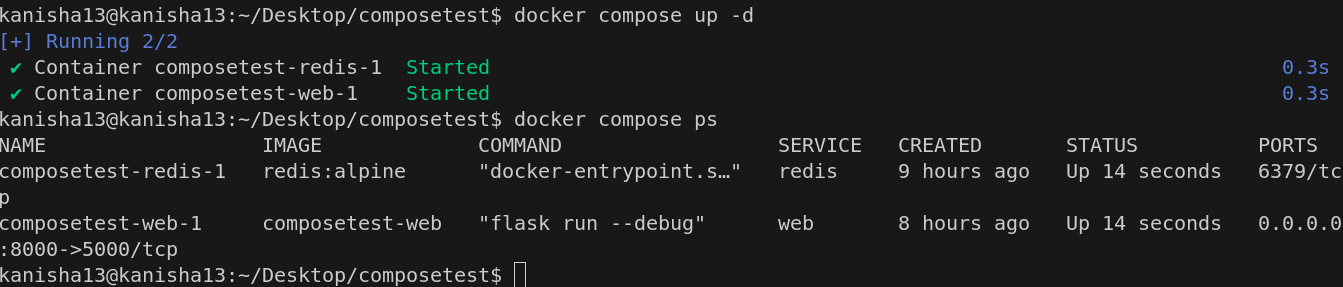 kanisha13@kanisha13:~/Desktop/composetest$ docker compose up -d
[+] Running 2/2
✔ Container composetest-redis-1  Started 0.3s
✔ Container composetest-web-1    Started 0.3s
kanisha13@kanisha13:~/Desktop/composetest$ docker compose ps
NAME                  IMAGE             COMMAND                  SERVICE   CREATED       STATUS          PORTS
composetest-redis-1   redis:alpine      "docker-entrypoint.s…"   redis     9 hours ago   Up 14 seconds   6379/tc
p
composetest-web-1     composetest-web   "flask run --debug"      web       8 hours ago   Up 14 seconds   0.0.0.0
:8000->5000/tcp
kanisha13@kanisha13:~/Desktop/composetest$